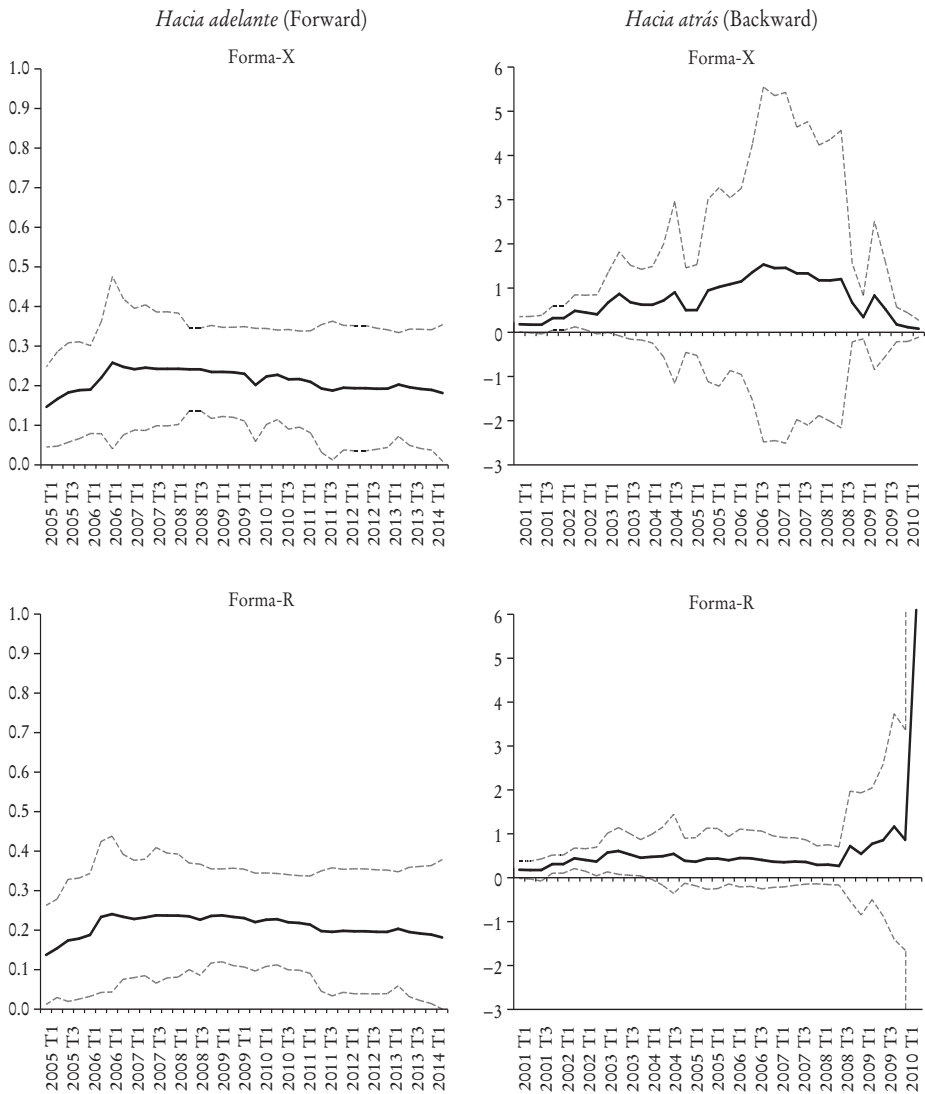 Hacia adelante (Forward)
Hacia atrás (Backward)
Forma-X
1.0
0.9
0.8
0.7
0.6
0.5
0.4
0.3
0.2
0.1
0.0
2005 T1
2005 T3
2006 T1
2006 T1
2007 T1
2007 T3
2008 T1
2008 T3
2009 T1
2009 T3
2010 T1
2010 T3
2011 T1
2011 T3
2012 T1
2012 T3
2013 T1
2013 T3
2014 T1
Forma-X
6
5
4
3
2
1
0
−1
−2
−3
2001 T1
2001 T3
2002 T1
2002 T3
2003 T1
2003 T3
2004 T1
2004 T3
2005 T1
2005 T3
2006 T1
2006 T3
2007 T1
2007 T3
2008 T1
2008 T3
2009 T1
2009 T3
2010 T1
Forma-R
1.0
0.9
0.8
0.7
0.6
0.5
0.4
0.3
0.2
0.1
0.0
2005 T1
2005 T3
2006 T1
2006 T1
2007 T1
2007 T3
2008 T1
2008 T3
2009 T1
2009 T3
2010 T1
2010 T3
2011 T1
2011 T3
2012 T1
2012 T3
2013 T1
2013 T3
2014 T1
Forma-R
6
5
4
3
2
1
0
−1
−2
−3
2001 T1
2001 T3
2002 T1
2002 T3
2003 T1
2003 T3
2004 T1
2004 T3
2005 T1
2005 T3
2006 T1
2006 T3
2007 T1
2007 T3
2008 T1
2008 T3
2009 T1
2009 T3
2010 T1